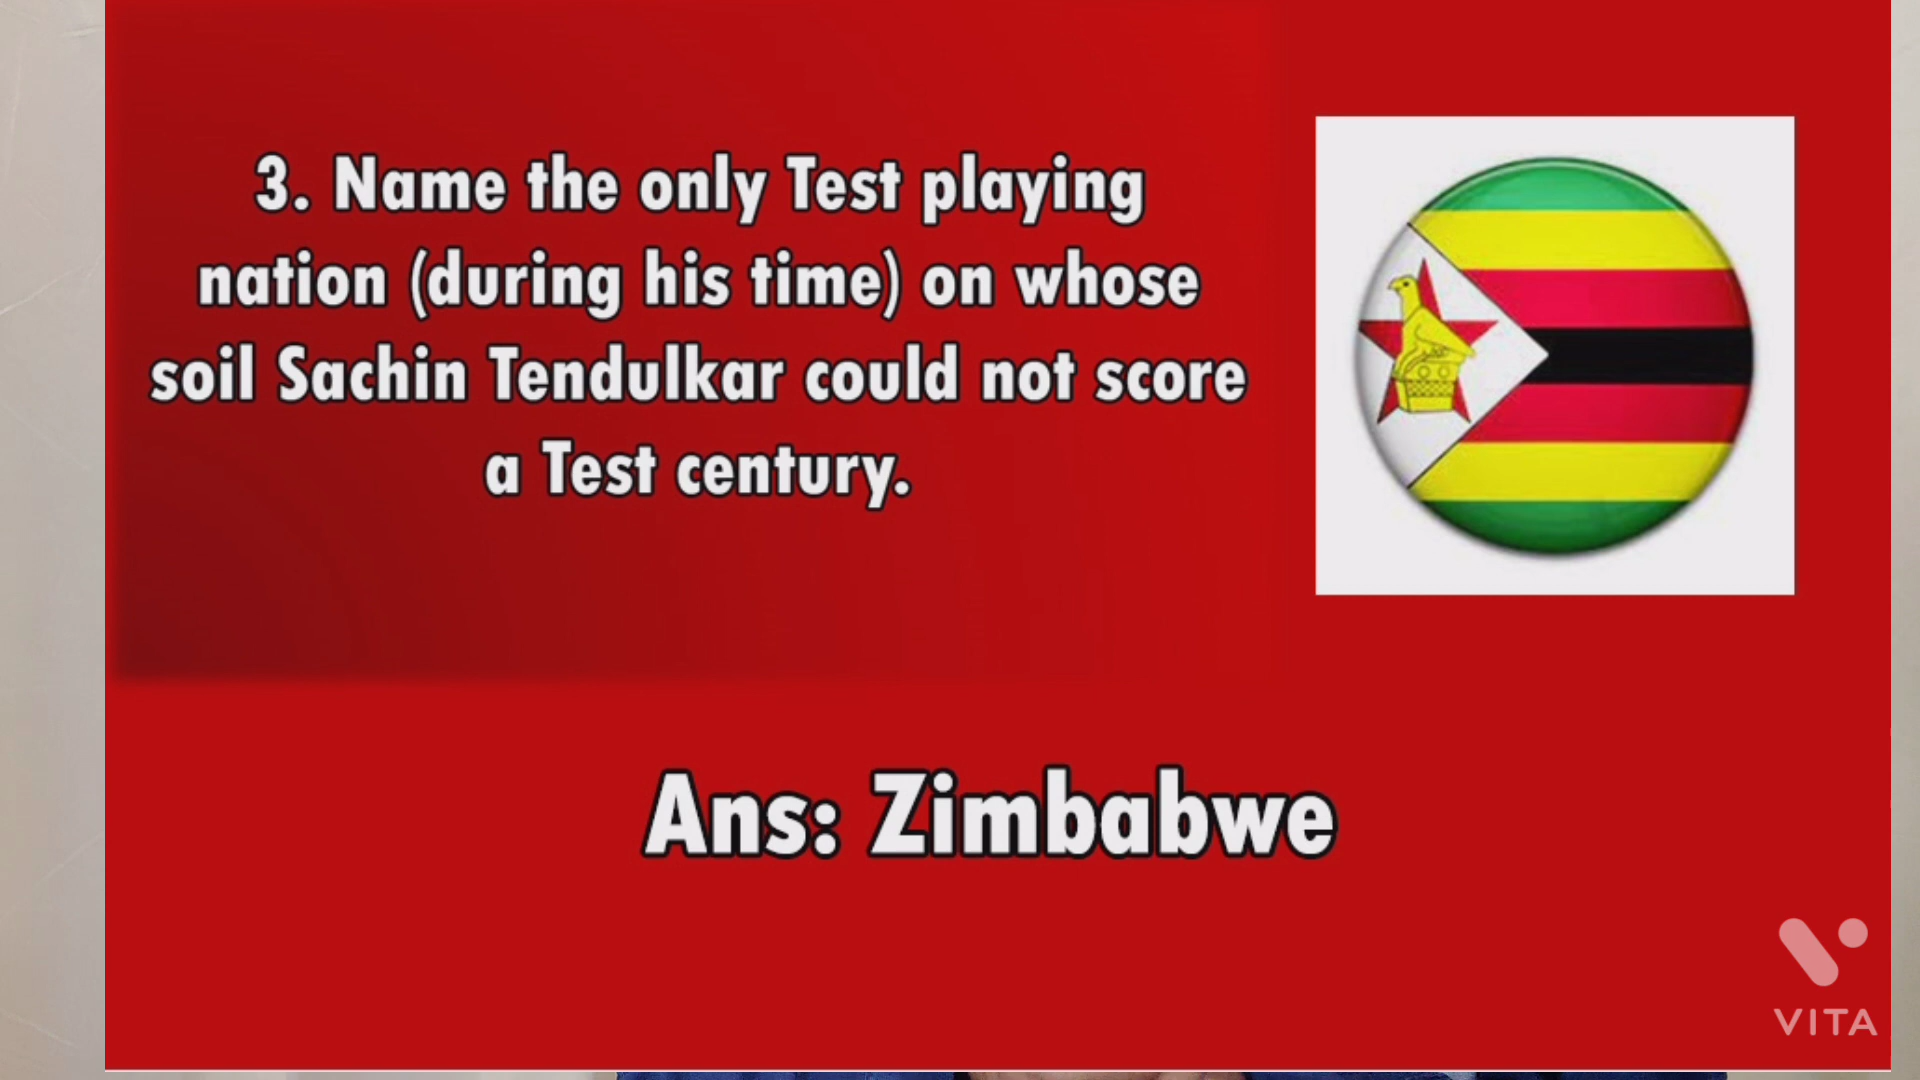 3. Name the only Test playing
nation (during his time) on whose
soil Sachin Tendulkar could not score
a Test century.
Ans: Zimbabwe
VITA